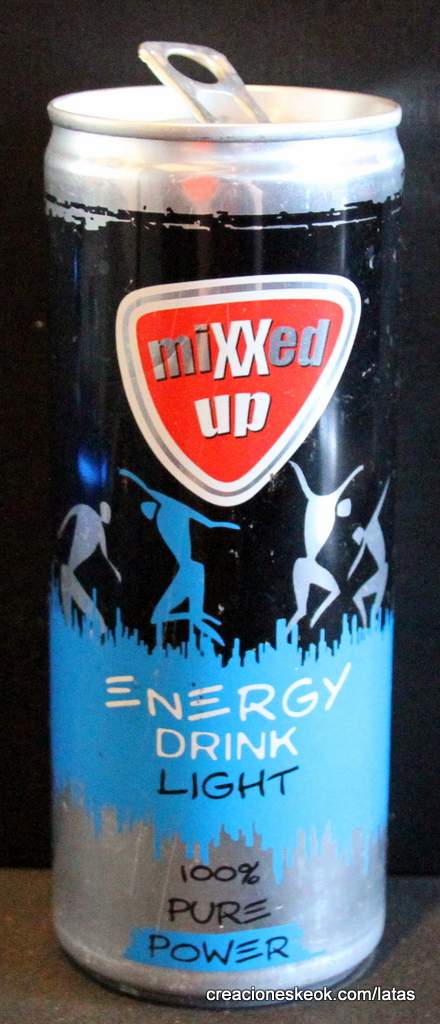 miXXed
up
ENERGY
DRINK
LIGHT
100%
PURE
POWER
creacioneskeok.com/latas